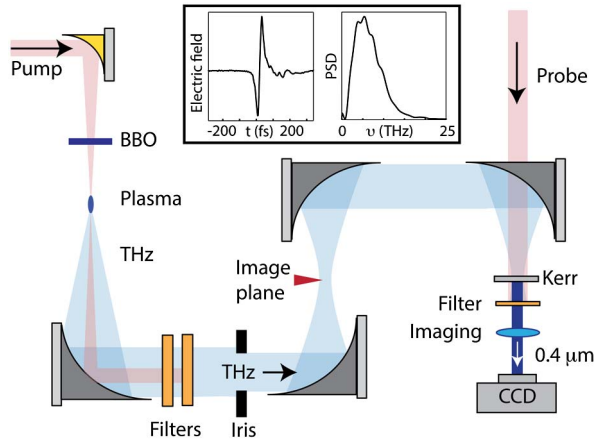 Pump
BBO
Plasma
THz
Electric field
-200 t (fs) 200
PSD
0 υ (THz) 25
Probe
Image
plane
Kerr
Filter
Imaging
0.4 µm
THz
CCD
Filters
Iris